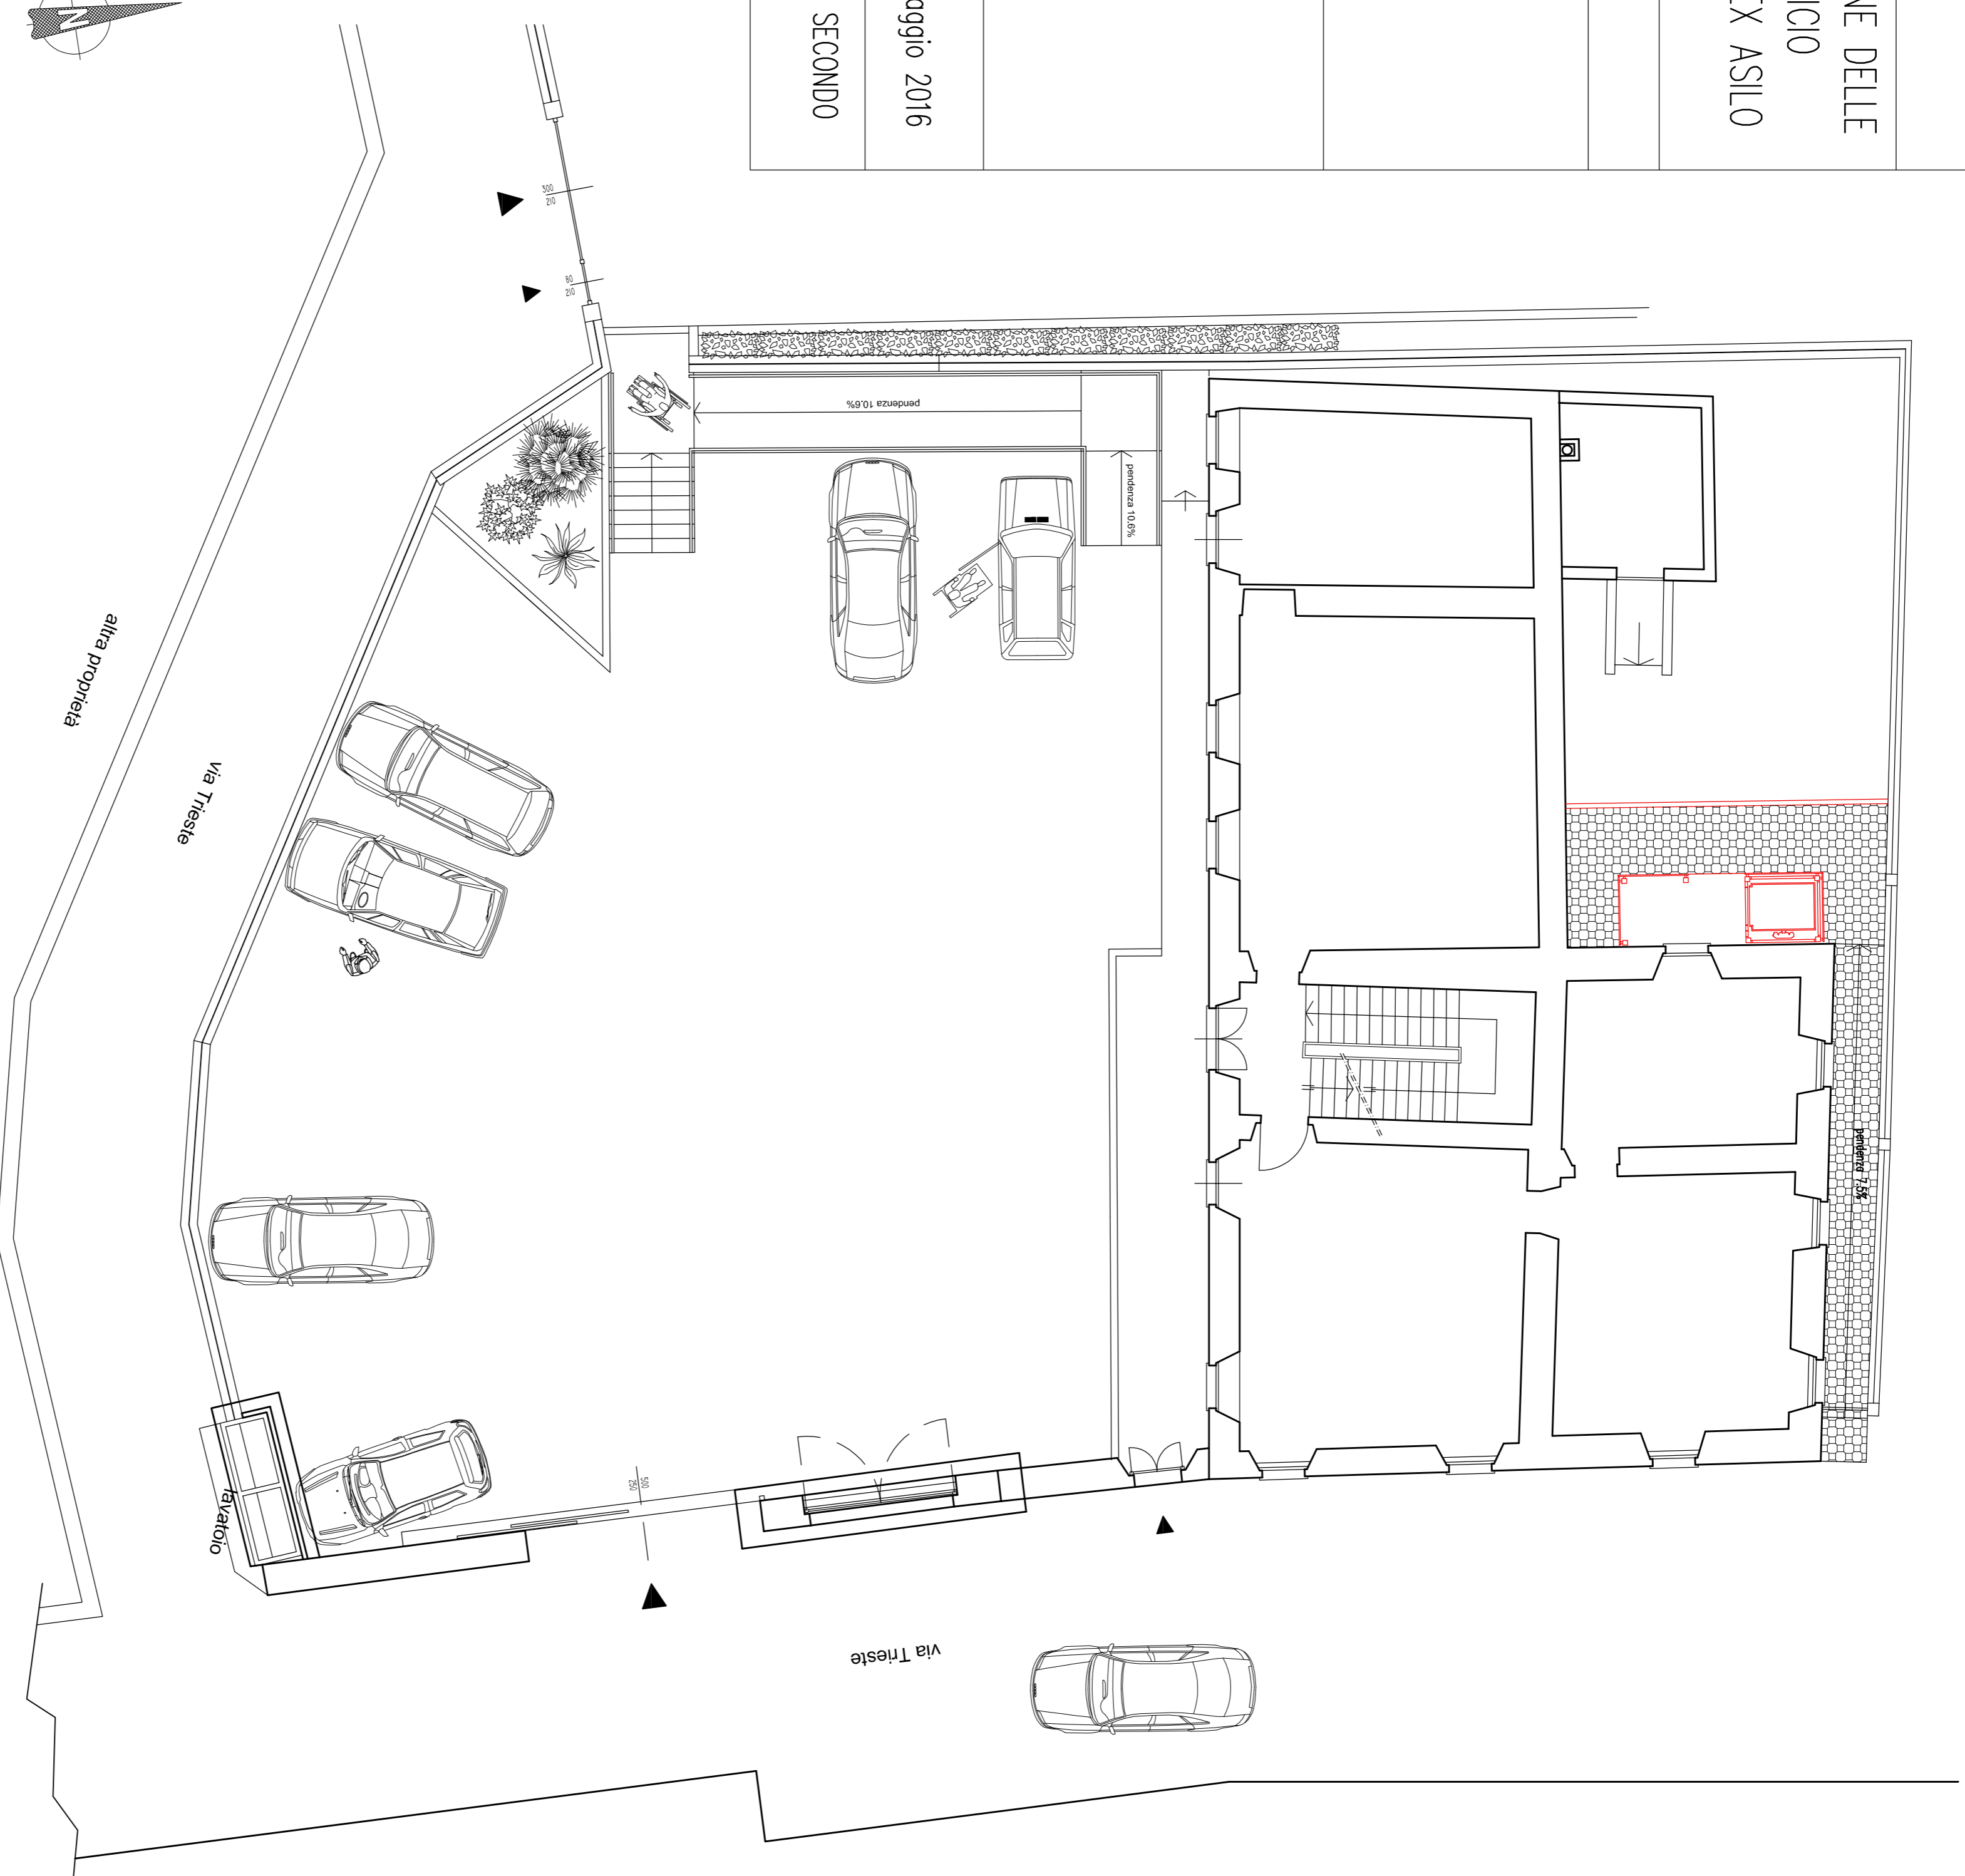 NE DELLE
ICIO
EX ASILO
aggio 2016
SECONDO
N
300
210
80
210
pendenza 10.6%
pendenza 10.6%
altra proprietà
via Trieste
pendenza 7.5%
lavatoio
500
250
via Trieste